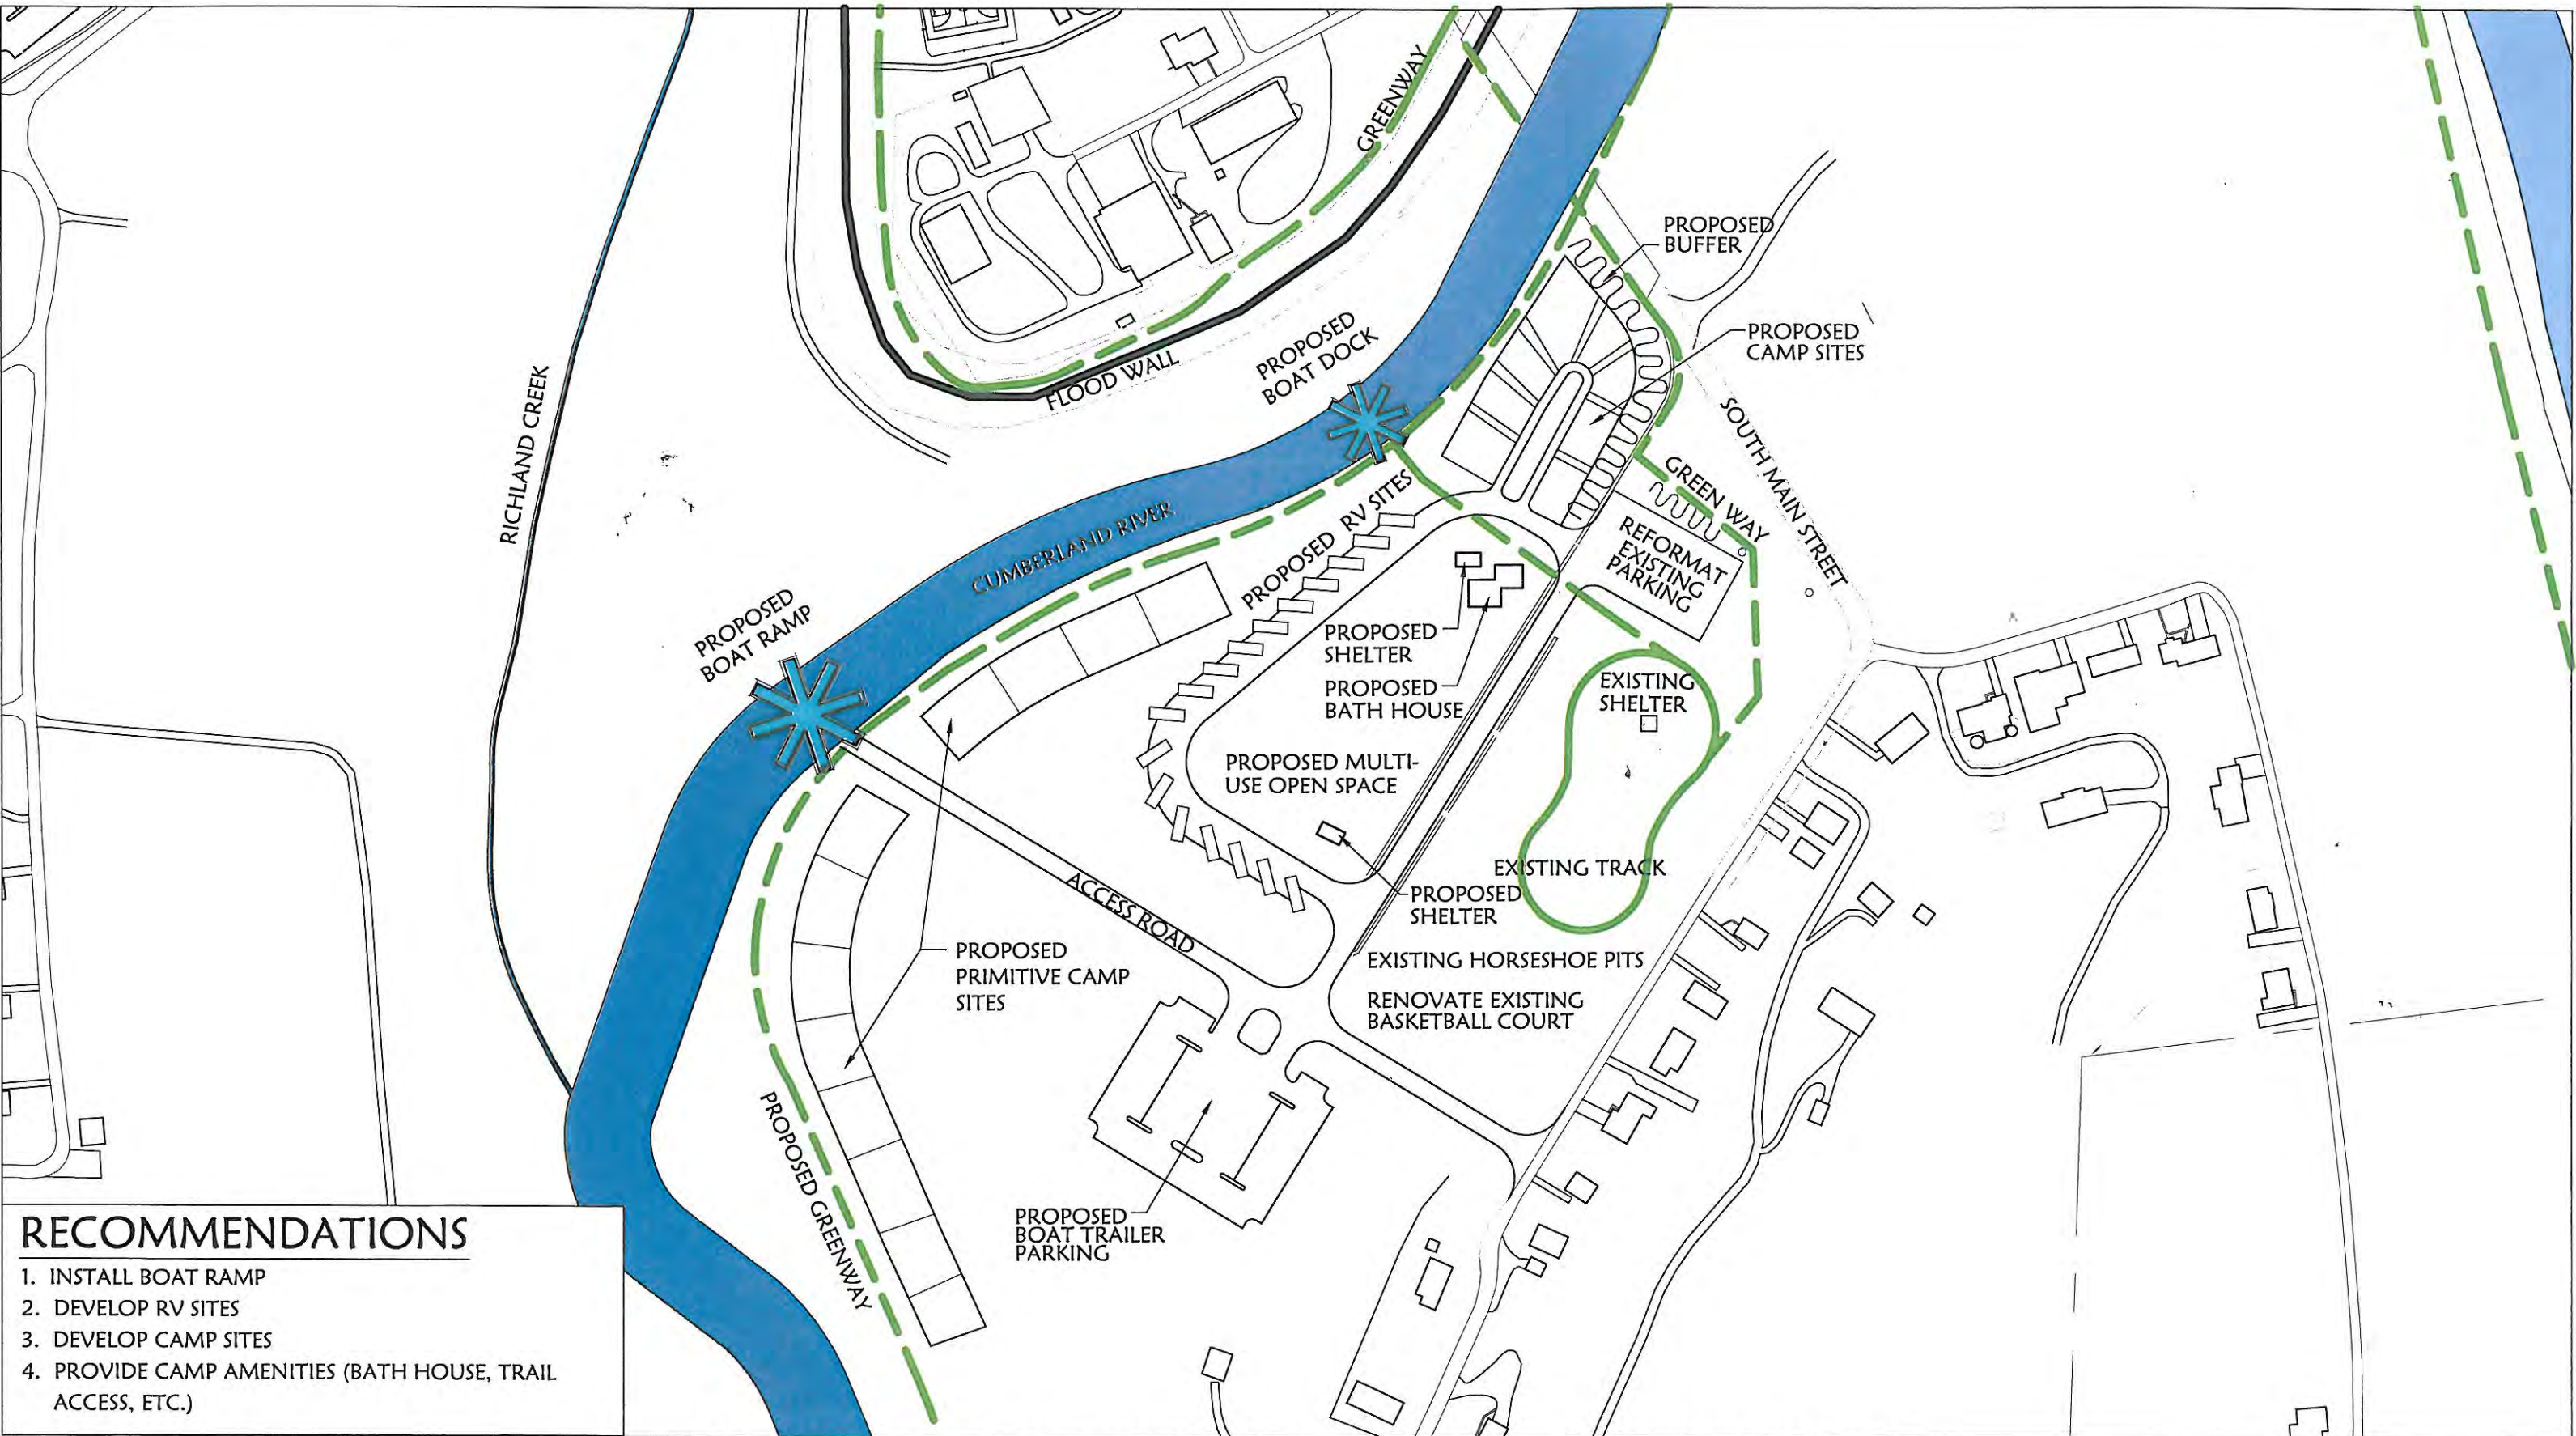 GREENWAY
PROPOSED
BUFFER
PROPOSED
CAMP SITES
PROPOSED
BOAT DOCK
FLOOD WALL
RICHLAND CREEK
SOUTH MAIN STREET
GREEN WAY
CUMBERLAND RIVER
PROPOSED RV SITES
REFORMAT
EXISTING
PARKING
PROPOSED
BOAT RAMP
PROPOSED
SHELTER
PROPOSED
BATH HOUSE
EXISTING
SHELTER
PROPOSED MULTI-
USE OPEN SPACE
EXISTING TRACK
PROPOSED
SHELTER
ACCESS ROAD
PROPOSED
PRIMITIVE CAMP
SITES
EXISTING HORSESHOE PITS
RENOVATE EXISTING
BASKETBALL COURT
PROPOSED GREENWAY
PROPOSED
BOAT TRAILER
PARKING
RECOMMENDATIONS
1. INSTALL BOAT RAMP
2. DEVELOP RV SITES
3. DEVELOP CAMP SITES
4. PROVIDE CAMP AMENITIES (BATH HOUSE, TRAIL
ACCESS, ETC.)